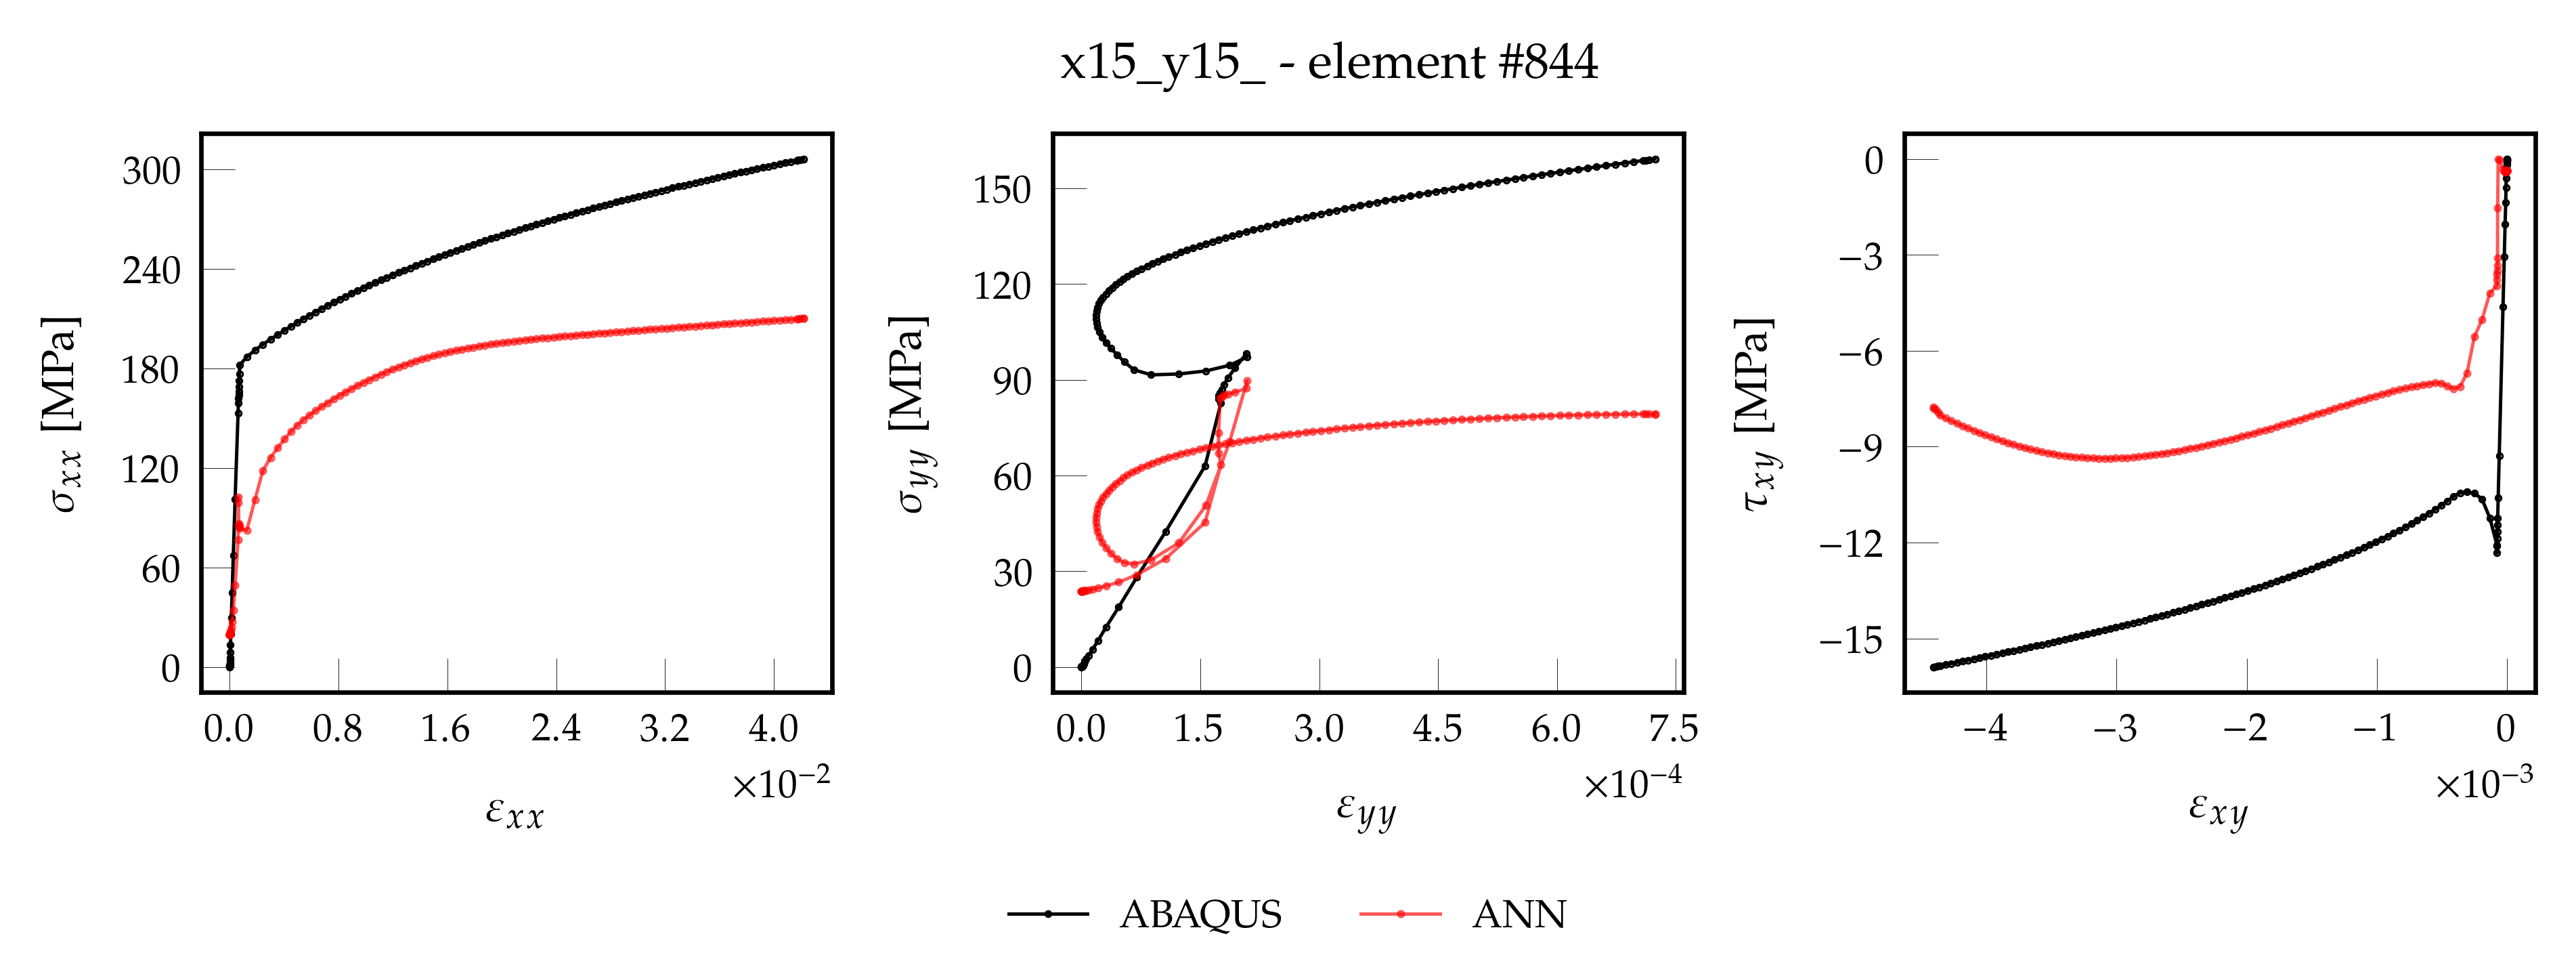 x15_y15_ - element #844
σxx [MPa]
300
240
180
120
60
0
0.0 0.8 1.6 2.4 3.2 4.0
×10⁻²
εxx
σyy [MPa]
150
120
90
60
30
0
0.0 1.5 3.0 4.5 6.0 7.5
×10⁻⁴
εyy
τxy [MPa]
0
−3
−6
−9
−12
−15
−4 −3 −2 −1 0
×10⁻³
εxy
ABAQUS ANN